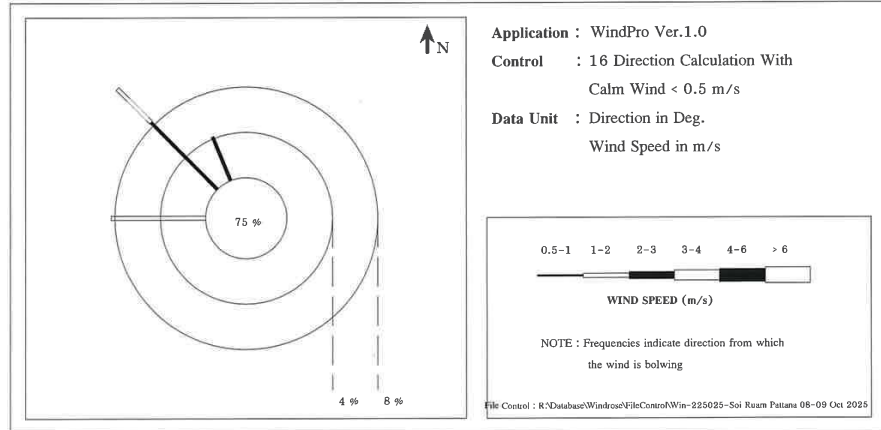 N
75 %
4 %
8 %
Application : WindPro Ver.1.0
Control : 16 Direction Calculation With
Calm Wind < 0.5 m/s
Data Unit : Direction in Deg.
Wind Speed in m/s
0.5-1 1-2 2-3 3-4 4-6 > 6
WIND SPEED (m/s)
NOTE : Frequencies indicate direction from which
the wind is bolwing
File Control : R:\Database\Windrose\FileControl\Win-225025-Soi Ruam Pattana 08-09 Oct 2025